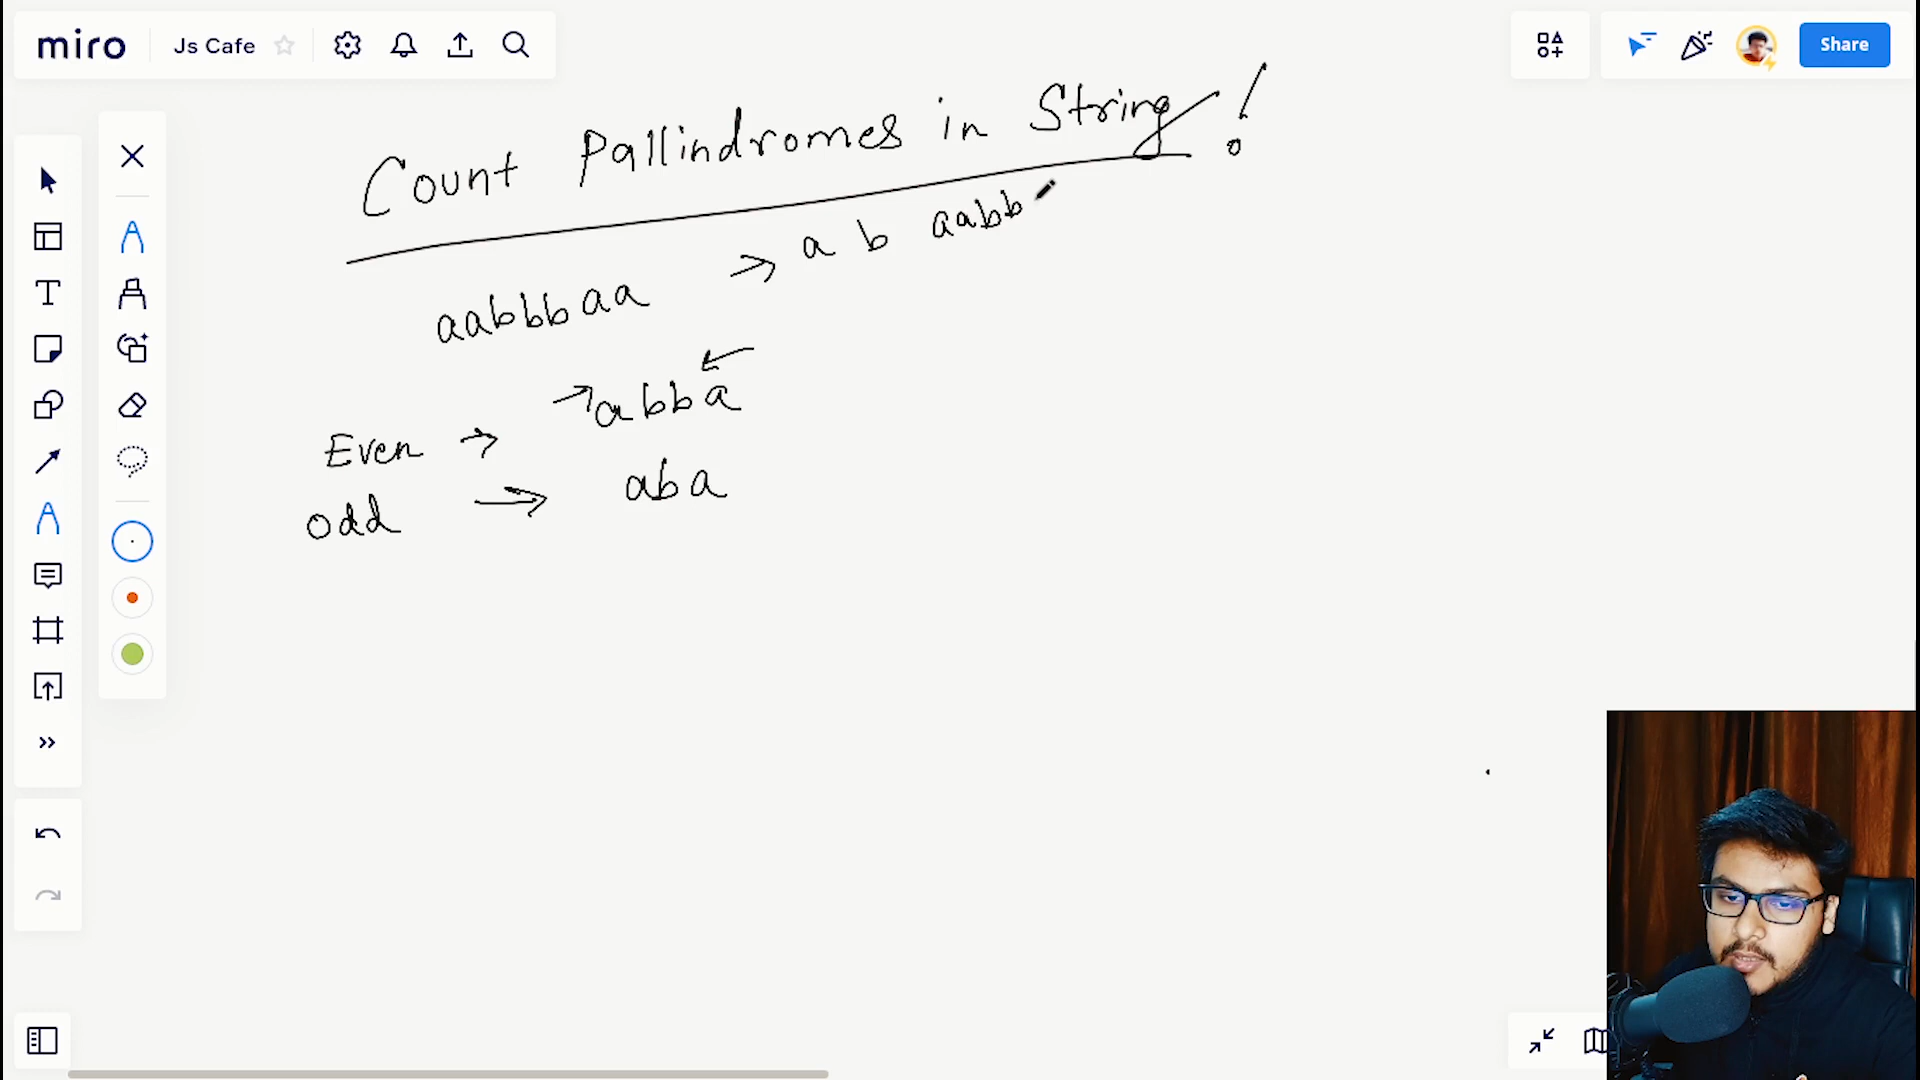 miro Js Cafe Share
Count Pallindromes in String!
aabbbaa → a b aabb
Even → → abba ←
odd → aba